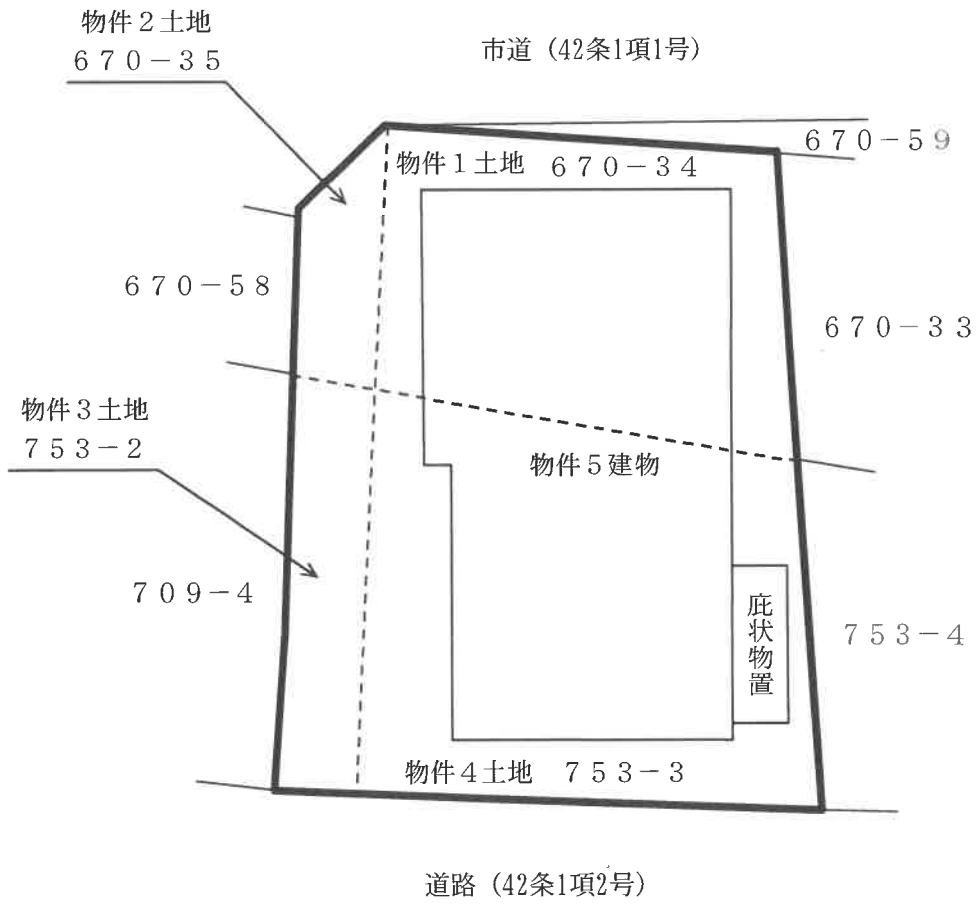 物件２土地
６７０－３５
市道（42条1項1号）
６７０－５９
物件１土地 ６７０－３４
６７０－５８
６７０－３３
物件３土地
７５３－２
物件５建物
７０９－４
庇状物置
７５３－４
物件４土地 ７５３－３
道路（42条1項2号）